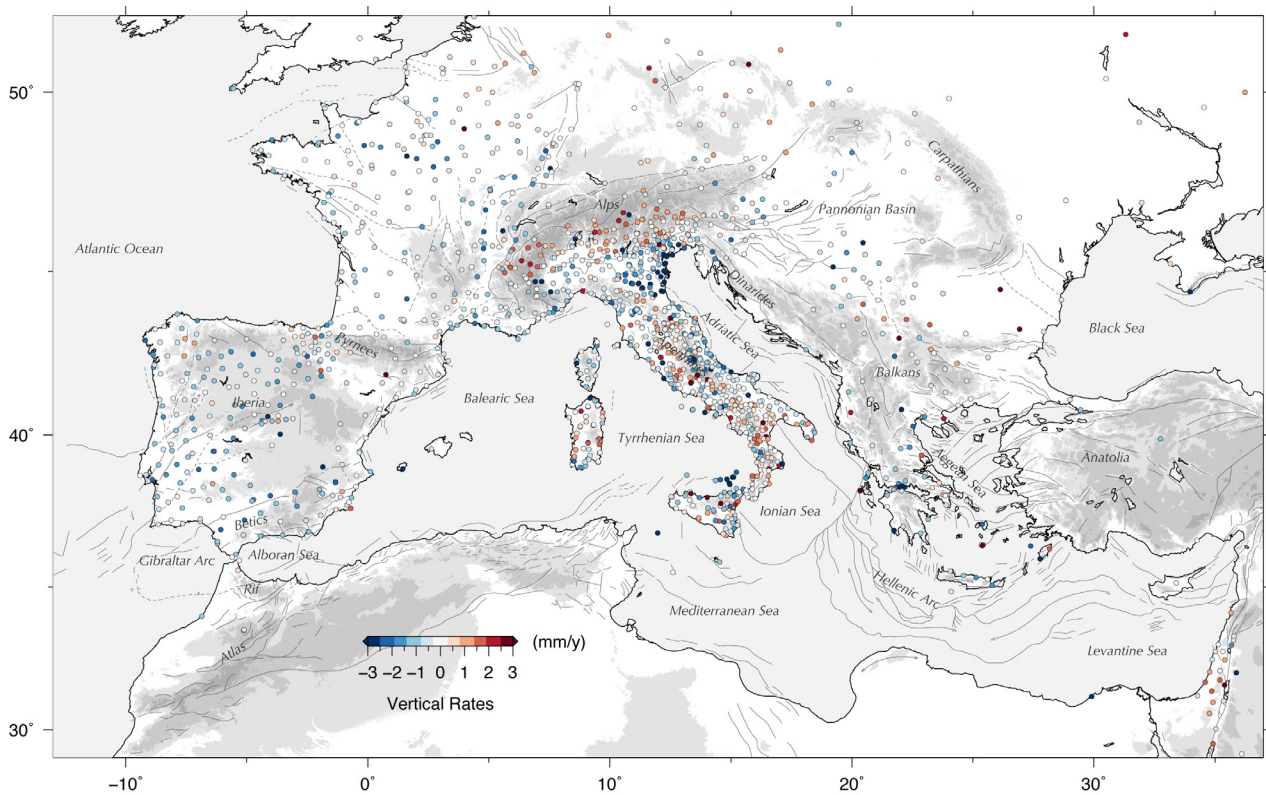 50°
Carpathians
Alps
Pannonian Basin
Atlantic Ocean
Dinarides
Adriatic Sea
Black Sea
Pyrnees
Balkans
Iberia
Balearic Sea
40°
Tyrrhenian Sea
Anatolia
Aegean Sea
Ionian Sea
Betics
Gibraltar Arc
Alboran Sea
Rif
Hellenic Arc
Mediterranean Sea
Atlas
(mm/y)
Levantine Sea
−3 −2 −1 0 1 2 3
Vertical Rates
30°
−10° 0° 10° 20° 30°